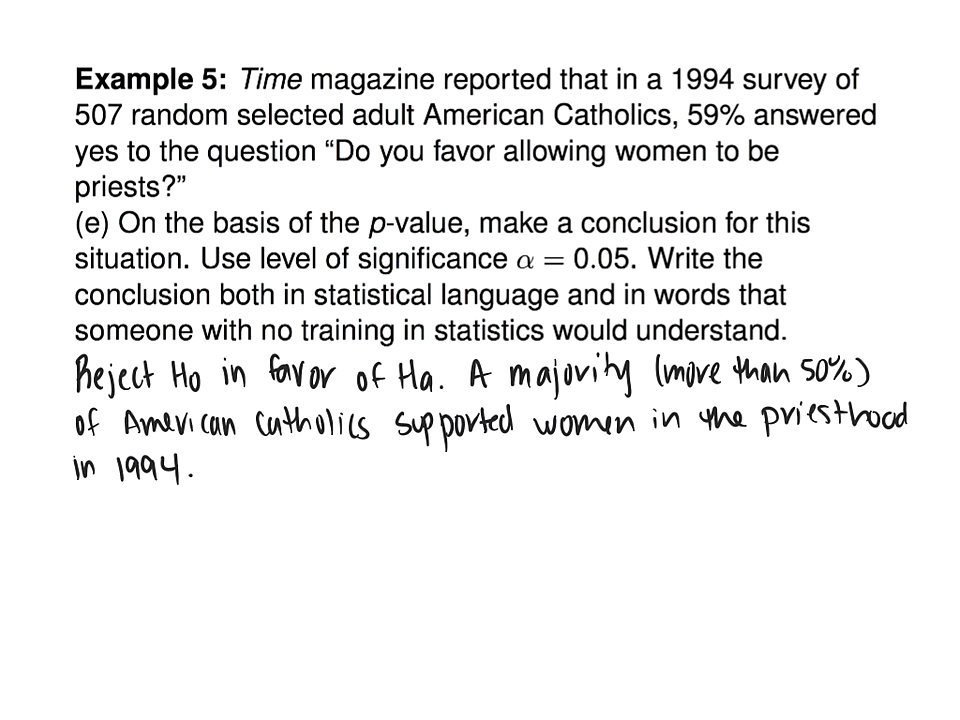 Example 5: Time magazine reported that in a 1994 survey of
507 random selected adult American Catholics, 59% answered
yes to the question “Do you favor allowing women to be
priests?”
(e) On the basis of the p-value, make a conclusion for this
situation. Use level of significance α = 0.05. Write the
conclusion both in statistical language and in words that
someone with no training in statistics would understand.
Reject Ho in favor of Ha. A majority (more than 50%)
of American Catholics supported women in the priesthood
in 1994.